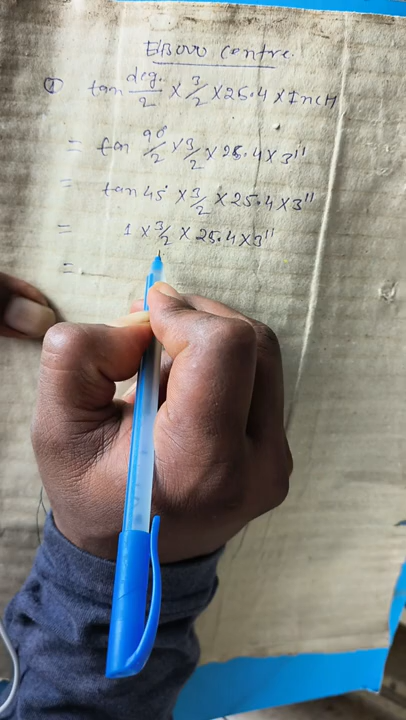 Elbow centre.
① tan deg./2 × 3/2 × 25.4 × Inch
= tan 90°/2 × 3/2 × 25.4 × 3"
= tan 45° × 3/2 × 25.4 × 3"
= 1 × 3/2 × 25.4 × 3"
=